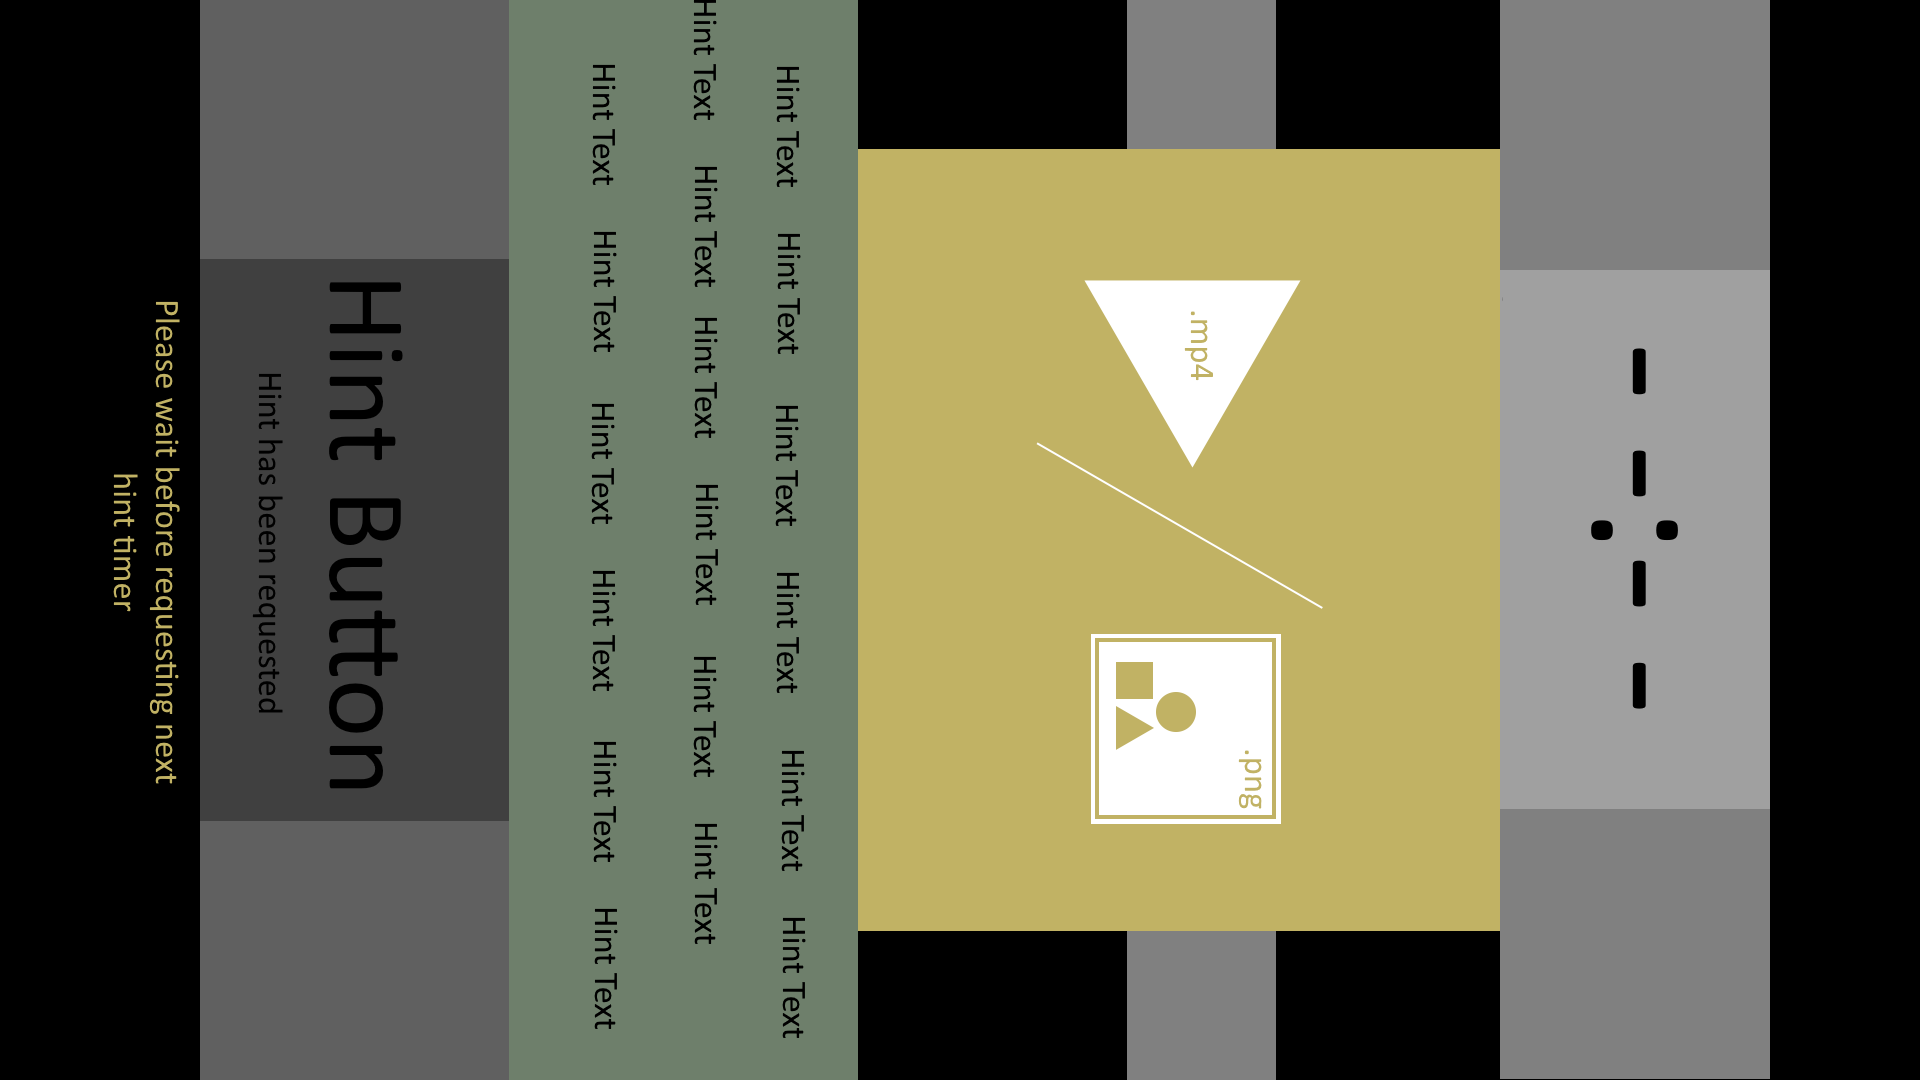 --:--
.mp4
.png
Hint Text Hint Text Hint Text Hint Text Hint Text Hint Text
Hint Text Hint Text Hint Text Hint Text Hint Text Hint Text
Hint Text Hint Text Hint Text Hint Text Hint Text Hint Text
Hint Button
Hint has been requested
Please wait before requesting next
hint timer